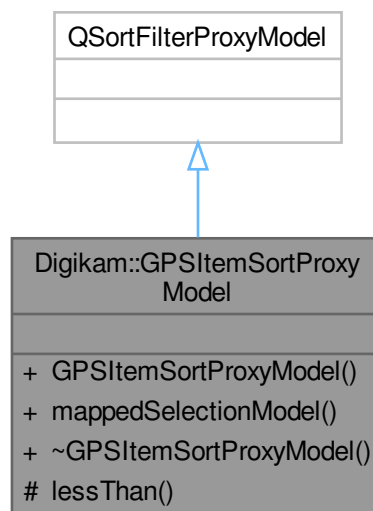 QSortFilterProxyModel
Digikam::GPSItemSortProxy
Model
+ GPSItemSortProxyModel()
+ mappedSelectionModel()
+ ~GPSItemSortProxyModel()
# lessThan()